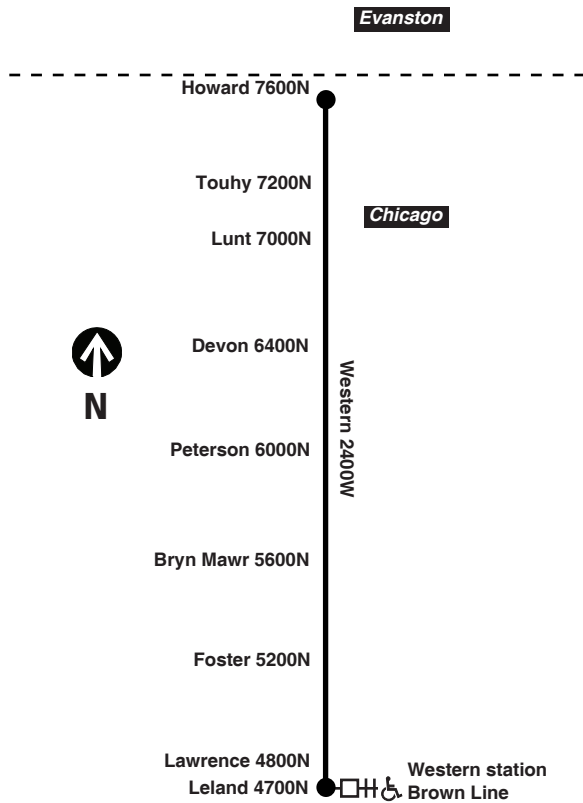 Evanston
Howard 7600N
Touhy 7200N
Chicago
Lunt 7000N
Devon 6400N
Western 2400W
N
Peterson 6000N
Bryn Mawr 5600N
Foster 5200N
Lawrence 4800N
Leland 4700N
Western station
Brown Line